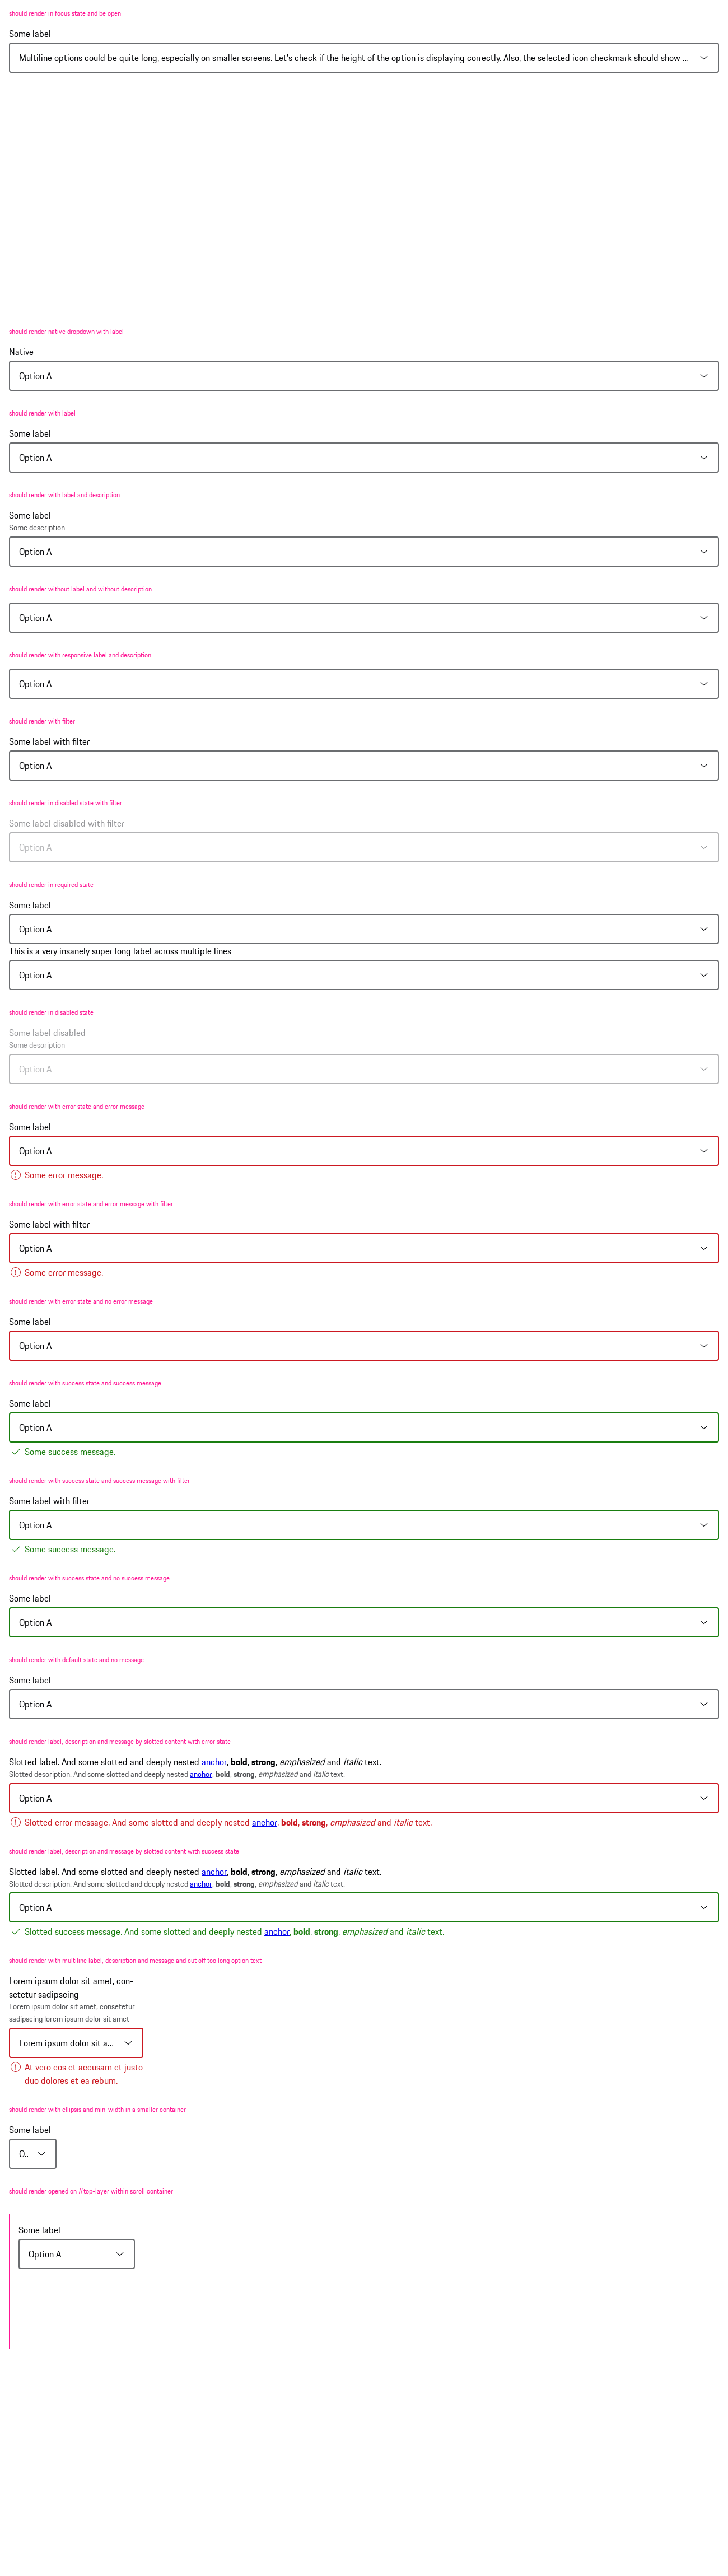 should render in focus state and be open
Some label
Multiline options could be quite long, especially on smaller screens. Let's check if the height of the option is displaying correctly. Also, the selected icon checkmark should show ...
should render native dropdown with label
Native
Option A
should render with label
Some label
Option A
should render with label and description
Some label
Some description
Option A
should render without label and without description
Option A
should render with responsive label and description
Option A
should render with filter
Some label with filter
Option A
should render in disabled state with filter
Some label disabled with filter
Option A
should render in required state
Some label
Option A
This is a very insanely super long label across multiple lines
Option A
should render in disabled state
Some label disabled
Some description
Option A
should render with error state and error message
Some label
Option A
Some error message.
should render with error state and error message with filter
Some label with filter
Option A
Some error message.
should render with error state and no error message
Some label
Option A
should render with success state and success message
Some label
Option A
Some success message.
should render with success state and success message with filter
Some label with filter
Option A
Some success message.
should render with success state and no success message
Some label
Option A
should render with default state and no message
Some label
Option A
should render label, description and message by slotted content with error state
Slotted label. And some slotted and deeply nested anchor, bold, strong, emphasized and italic text.
Slotted description. And some slotted and deeply nested anchor, bold, strong, emphasized and italic text.
Option A
Slotted error message. And some slotted and deeply nested anchor, bold, strong, emphasized and italic text.
should render label, description and message by slotted content with success state
Slotted label. And some slotted and deeply nested anchor, bold, strong, emphasized and italic text.
Slotted description. And some slotted and deeply nested anchor, bold, strong, emphasized and italic text.
Option A
Slotted success message. And some slotted and deeply nested anchor, bold, strong, emphasized and italic text.
should render with multiline label, description and message and cut off too long option text
Lorem ipsum dolor sit amet, con-
setetur sadipscing
Lorem ipsum dolor sit amet, consetetur
sadipscing lorem ipsum dolor sit amet
Lorem ipsum dolor sit a...
At vero eos et accusam et justo
duo dolores et ea rebum.
should render with ellipsis and min-width in a smaller container
Some label
O..
should render opened on #top-layer within scroll container
Some label
Option A